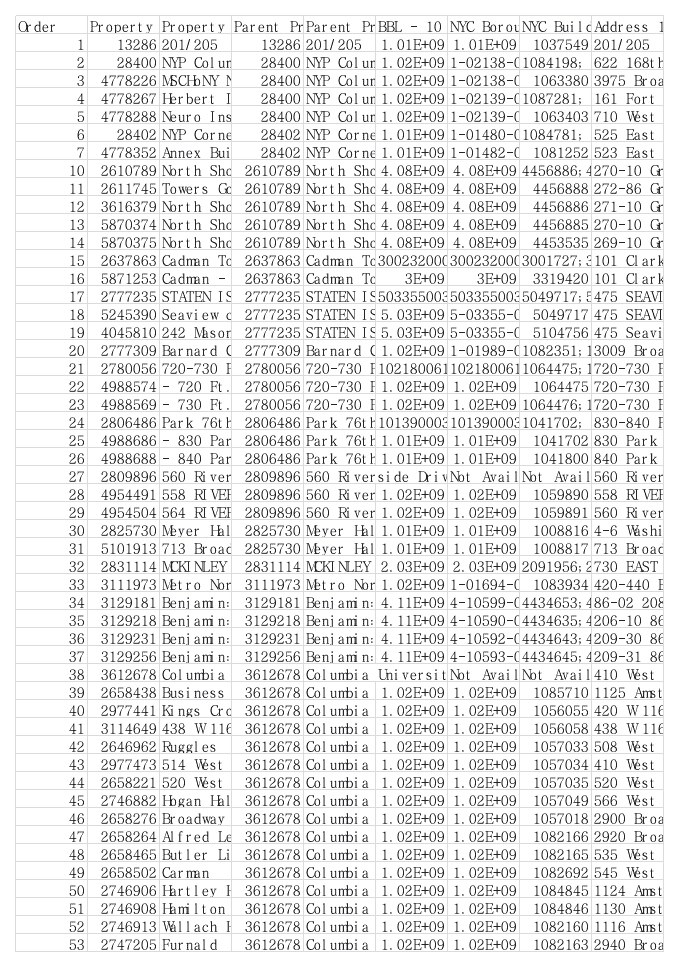 Order Property Property Parent Pr Parent Pr BBL - 10 NYC Borou NYC Build Address 1
1 13286 201/205 13286 201/205 1.01E+09 1.01E+09 1037549 201/205
2 28400 NYP Colum 28400 NYP Colum 1.02E+09 1-02138-0 1084198; 622 168th
3 4778226 MSCHoNY N 28400 NYP Colum 1.02E+09 1-02138-0 1063380 3975 Broa
4 4778267 Herbert I 28400 NYP Colum 1.02E+09 1-02139-0 1087281; 161 Fort
5 4778288 Neuro Ins 28400 NYP Colum 1.02E+09 1-02139-0 1063403 710 West
6 28402 NYP Corne 28402 NYP Corne 1.01E+09 1-01480-0 1084781; 525 East
7 4778352 Annex Bui 28402 NYP Corne 1.01E+09 1-01482-0 1081252 523 East
10 2610789 North Sho 2610789 North Sho 4.08E+09 4.08E+09 4456886; 4 270-10 Gr
11 2611745 Towers Go 2610789 North Sho 4.08E+09 4.08E+09 4456888 272-86 Gr
12 3616379 North Sho 2610789 North Sho 4.08E+09 4.08E+09 4456886 271-10 Gr
13 5870374 North Sho 2610789 North Sho 4.08E+09 4.08E+09 4456885 270-10 Gr
14 5870375 North Sho 2610789 North Sho 4.08E+09 4.08E+09 4453535 269-10 Gr
15 2637863 Cadman To 2637863 Cadman To 300232000 300232000 3001727; 3 101 Clark
16 5871253 Cadman - 2637863 Cadman To 3E+09 3E+09 3319420 101 Clark
17 2777235 STATEN IS 2777235 STATEN IS 503355003 503355003 5049717; 5 475 SEAVI
18 5245390 Seaview c 2777235 STATEN IS 5.03E+09 5-03355-0 5049717 475 SEAVI
19 4045810 242 Mason 2777235 STATEN IS 5.03E+09 5-03355-0 5104756 475 Seavi
20 2777309 Barnard C 2777309 Barnard C 1.02E+09 1-01989-0 1082351; 1 3009 Broa
21 2780056 720-730 F 2780056 720-730 F 102180061 102180061 1064475; 1 720-730 F
22 4988574 - 720 Ft. 2780056 720-730 F 1.02E+09 1.02E+09 1064475 720-730 F
23 4988569 - 730 Ft. 2780056 720-730 F 1.02E+09 1.02E+09 1064476; 1 720-730 F
24 2806486 Park 76th 2806486 Park 76th 101390003 101390003 1041702; 830-840 P
25 4988686 - 830 Par 2806486 Park 76th 1.01E+09 1.01E+09 1041702 830 Park
26 4988688 - 840 Par 2806486 Park 76th 1.01E+09 1.01E+09 1041800 840 Park
27 2809896 560 River 2809896 560 Riverside Driv Not Avail Not Avail 560 River
28 4954491 558 RIVER 2809896 560 River 1.02E+09 1.02E+09 1059890 558 RIVER
29 4954504 564 RIVER 2809896 560 River 1.02E+09 1.02E+09 1059891 560 River
30 2825730 Meyer Hal 2825730 Meyer Hal 1.01E+09 1.01E+09 1008816 4-6 Washi
31 5101913 713 Broad 2825730 Meyer Hal 1.01E+09 1.01E+09 1008817 713 Broad
32 2831114 MCKINLEY 2831114 MCKINLEY 2.03E+09 2.03E+09 2091956; 2 730 EAST
33 3111973 Metro Nor 3111973 Metro Nor 1.02E+09 1-01694-0 1083934 420-440 E
34 3129181 Benjamin: 3129181 Benjamin: 4.11E+09 4-10599-0 4434653; 4 86-02 208
35 3129218 Benjamin: 3129218 Benjamin: 4.11E+09 4-10590-0 4434635; 4 206-10 86
36 3129231 Benjamin: 3129231 Benjamin: 4.11E+09 4-10592-0 4434643; 4 209-30 86
37 3129256 Benjamin: 3129256 Benjamin: 4.11E+09 4-10593-0 4434645; 4 209-31 86
38 3612678 Columbia 3612678 Columbia Universit Not Avail Not Avail 410 West
39 2658438 Business 3612678 Columbia 1.02E+09 1.02E+09 1085710 1125 Amst
40 2977441 Kings Cro 3612678 Columbia 1.02E+09 1.02E+09 1056055 420 W 116
41 3114649 438 W 116 3612678 Columbia 1.02E+09 1.02E+09 1056058 438 W 116
42 2646962 Ruggles 3612678 Columbia 1.02E+09 1.02E+09 1057033 508 West
43 2977473 514 West 3612678 Columbia 1.02E+09 1.02E+09 1057034 410 West
44 2658221 520 West 3612678 Columbia 1.02E+09 1.02E+09 1057035 520 West
45 2746882 Hogan Hal 3612678 Columbia 1.02E+09 1.02E+09 1057049 566 West
46 2658276 Broadway 3612678 Columbia 1.02E+09 1.02E+09 1057018 2900 Broa
47 2658264 Alfred Le 3612678 Columbia 1.02E+09 1.02E+09 1082166 2920 Broa
48 2658465 Butler Li 3612678 Columbia 1.02E+09 1.02E+09 1082165 535 West
49 2658502 Carman 3612678 Columbia 1.02E+09 1.02E+09 1082692 545 West
50 2746906 Hartley H 3612678 Columbia 1.02E+09 1.02E+09 1084845 1124 Amst
51 2746908 Hamilton 3612678 Columbia 1.02E+09 1.02E+09 1084846 1130 Amst
52 2746913 Wallach H 3612678 Columbia 1.02E+09 1.02E+09 1082160 1116 Amst
53 2747205 Furnald 3612678 Columbia 1.02E+09 1.02E+09 1082163 2940 Broa